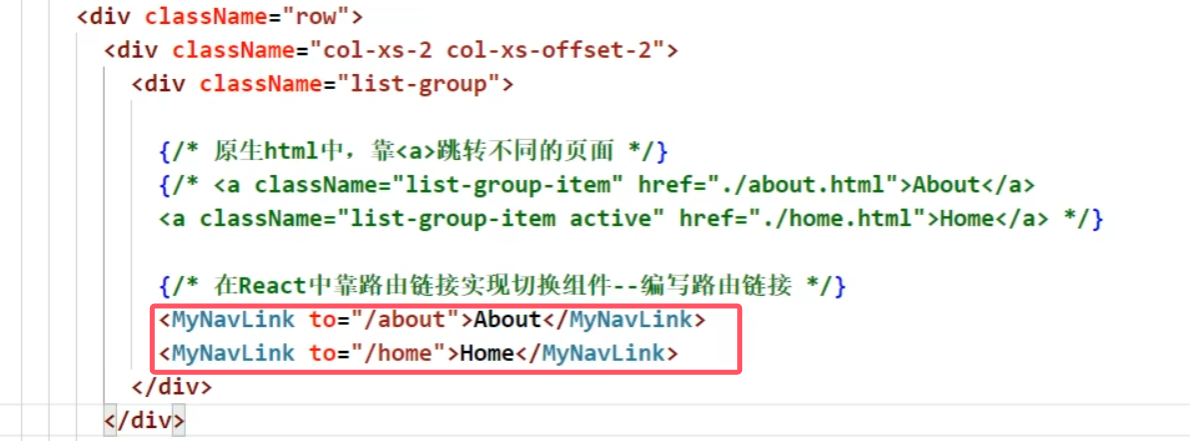 <div className="row">
<div className="col-xs-2 col-xs-offset-2">
<div className="list-group">
{/* 原生html中，靠<a>跳转不同的页面 */}
{/* <a className="list-group-item" href="./about.html">About</a>
<a className="list-group-item active" href="./home.html">Home</a> */}
{/* 在React中靠路由链接实现切换组件--编写路由链接 */}
<MyNavLink to="/about">About</MyNavLink>
<MyNavLink to="/home">Home</MyNavLink>
</div>
</div>